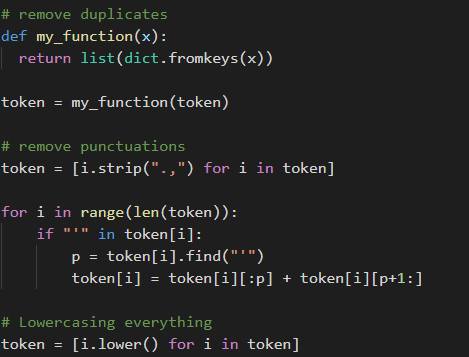 # remove duplicates
def my_function(x):
  return list(dict.fromkeys(x))
token = my_function(token)
# remove punctuations
token = [i.strip(".,") for i in token]
for i in range(len(token)):
    if "'" in token[i]:
        p = token[i].find("'")
        token[i] = token[i][:p] + token[i][p+1:]
# Lowercasing everything
token = [i.lower() for i in token]